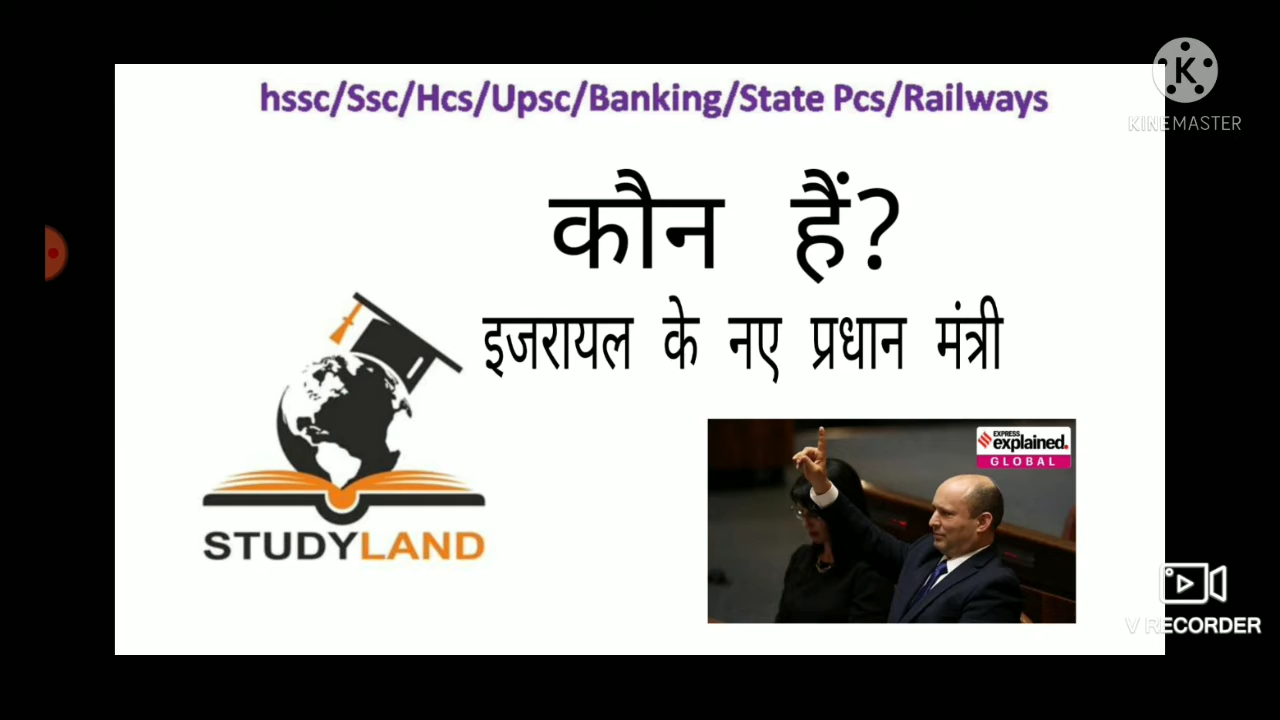 hssc/Ssc/Hcs/Upsc/Banking/State Pcs/Railways
K
KINEMASTER
कौन हैं?
इजरायल के नए प्रधान मंत्री
EXPRESS
explained.
GLOBAL
STUDYLAND
V RECORDER